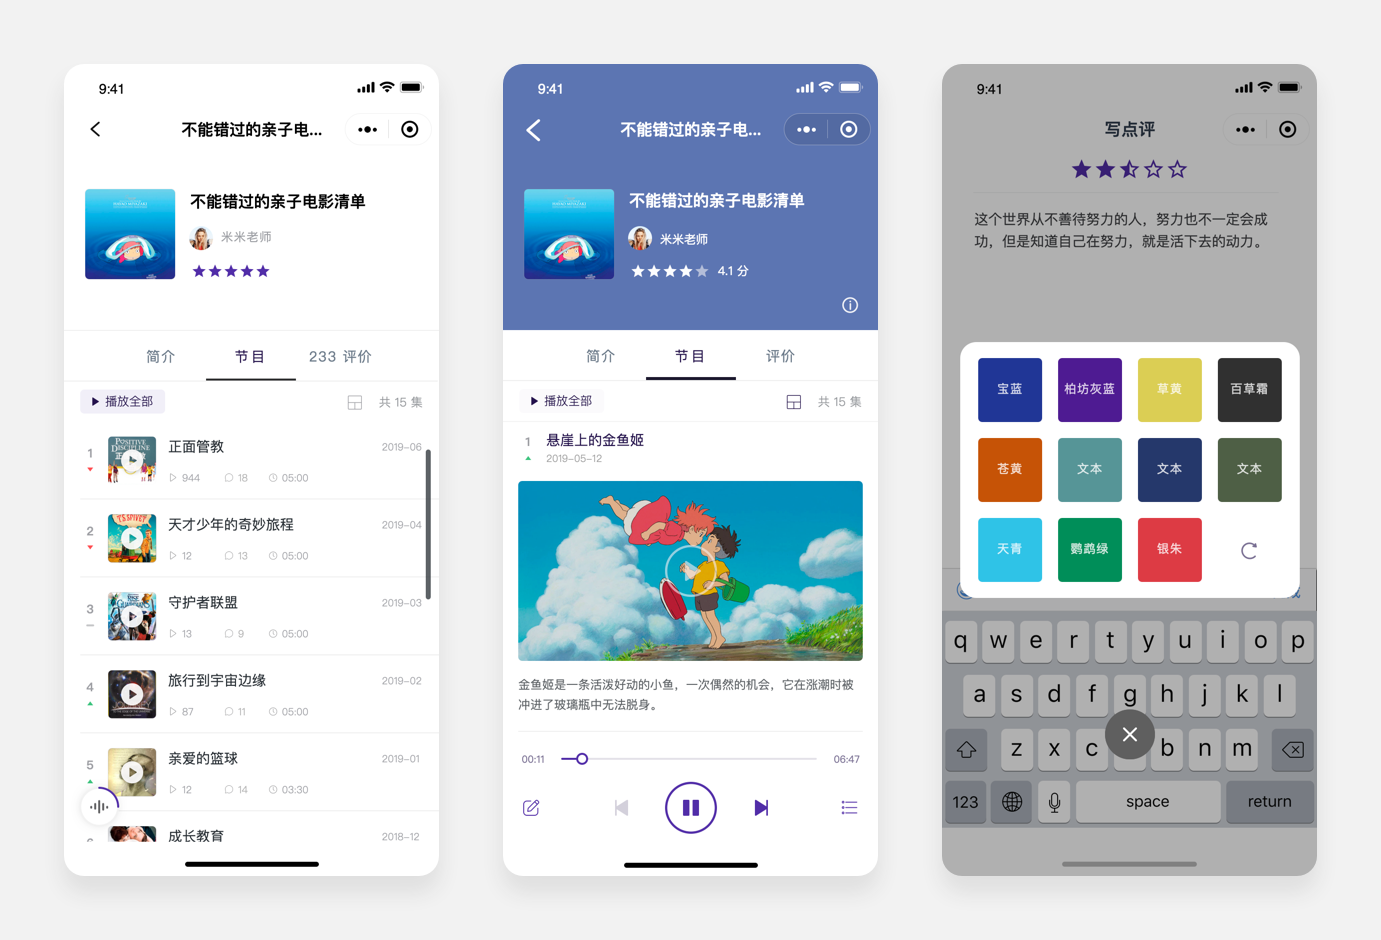 9:41
不能错过的亲子电...
不能错过的亲子电影清单
米米老师
简介
节目
233 评价
播放全部
共 15 集
1
POSITIVE
DISCIPLINE
正面管教
2019-06
944
18
05:00
2
天才少年的奇妙旅程
2019-04
12
13
05:00
3
守护者联盟
2019-03
13
9
05:00
4
旅行到宇宙边缘
2019-02
87
11
05:00
5
亲爱的篮球
2019-01
12
14
03:30
成长教育
2018-12
9:41
不能错过的亲子电...
不能错过的亲子电影清单
米米老师
4.1 分
简介
节目
评价
播放全部
共 15 集
1
悬崖上的金鱼姬
2019-05-12
金鱼姬是一条活泼好动的小鱼，一次偶然的机会，它在涨潮时被
冲进了玻璃瓶中无法脱身。
00:11
06:47
9:41
写点评
这个世界从不善待努力的人，努力也不一定会成
功，但是知道自己在努力，就是活下去的动力。
宝蓝
柏坊灰蓝
草黄
百草霜
苍黄
文本
文本
文本
天青
鹦鹉绿
银朱
q w e r t y u i o p
a s d f g h j k l
z x c b n m
123
space
return